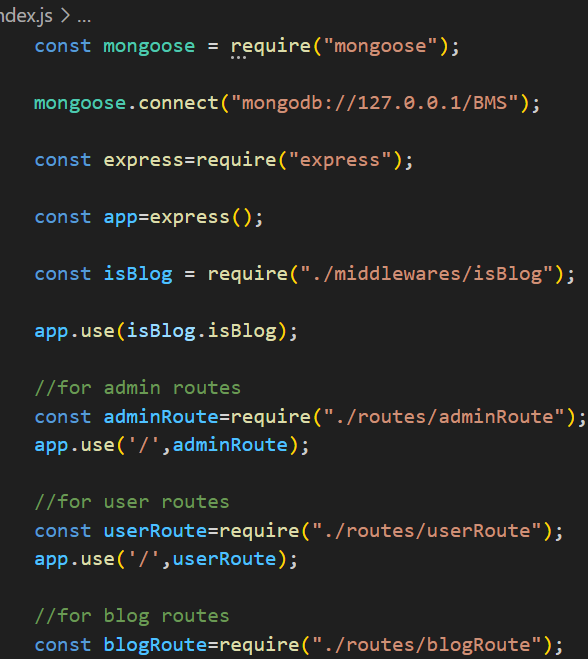 ndex.js > ...
const mongoose = require("mongoose");
mongoose.connect("mongodb://127.0.0.1/BMS");
const express=require("express");
const app=express();
const isBlog = require("./middlewares/isBlog");
app.use(isBlog.isBlog);
//for admin routes
const adminRoute=require("./routes/adminRoute");
app.use('/',adminRoute);
//for user routes
const userRoute=require("./routes/userRoute");
app.use('/',userRoute);
//for blog routes
const blogRoute=require("./routes/blogRoute");